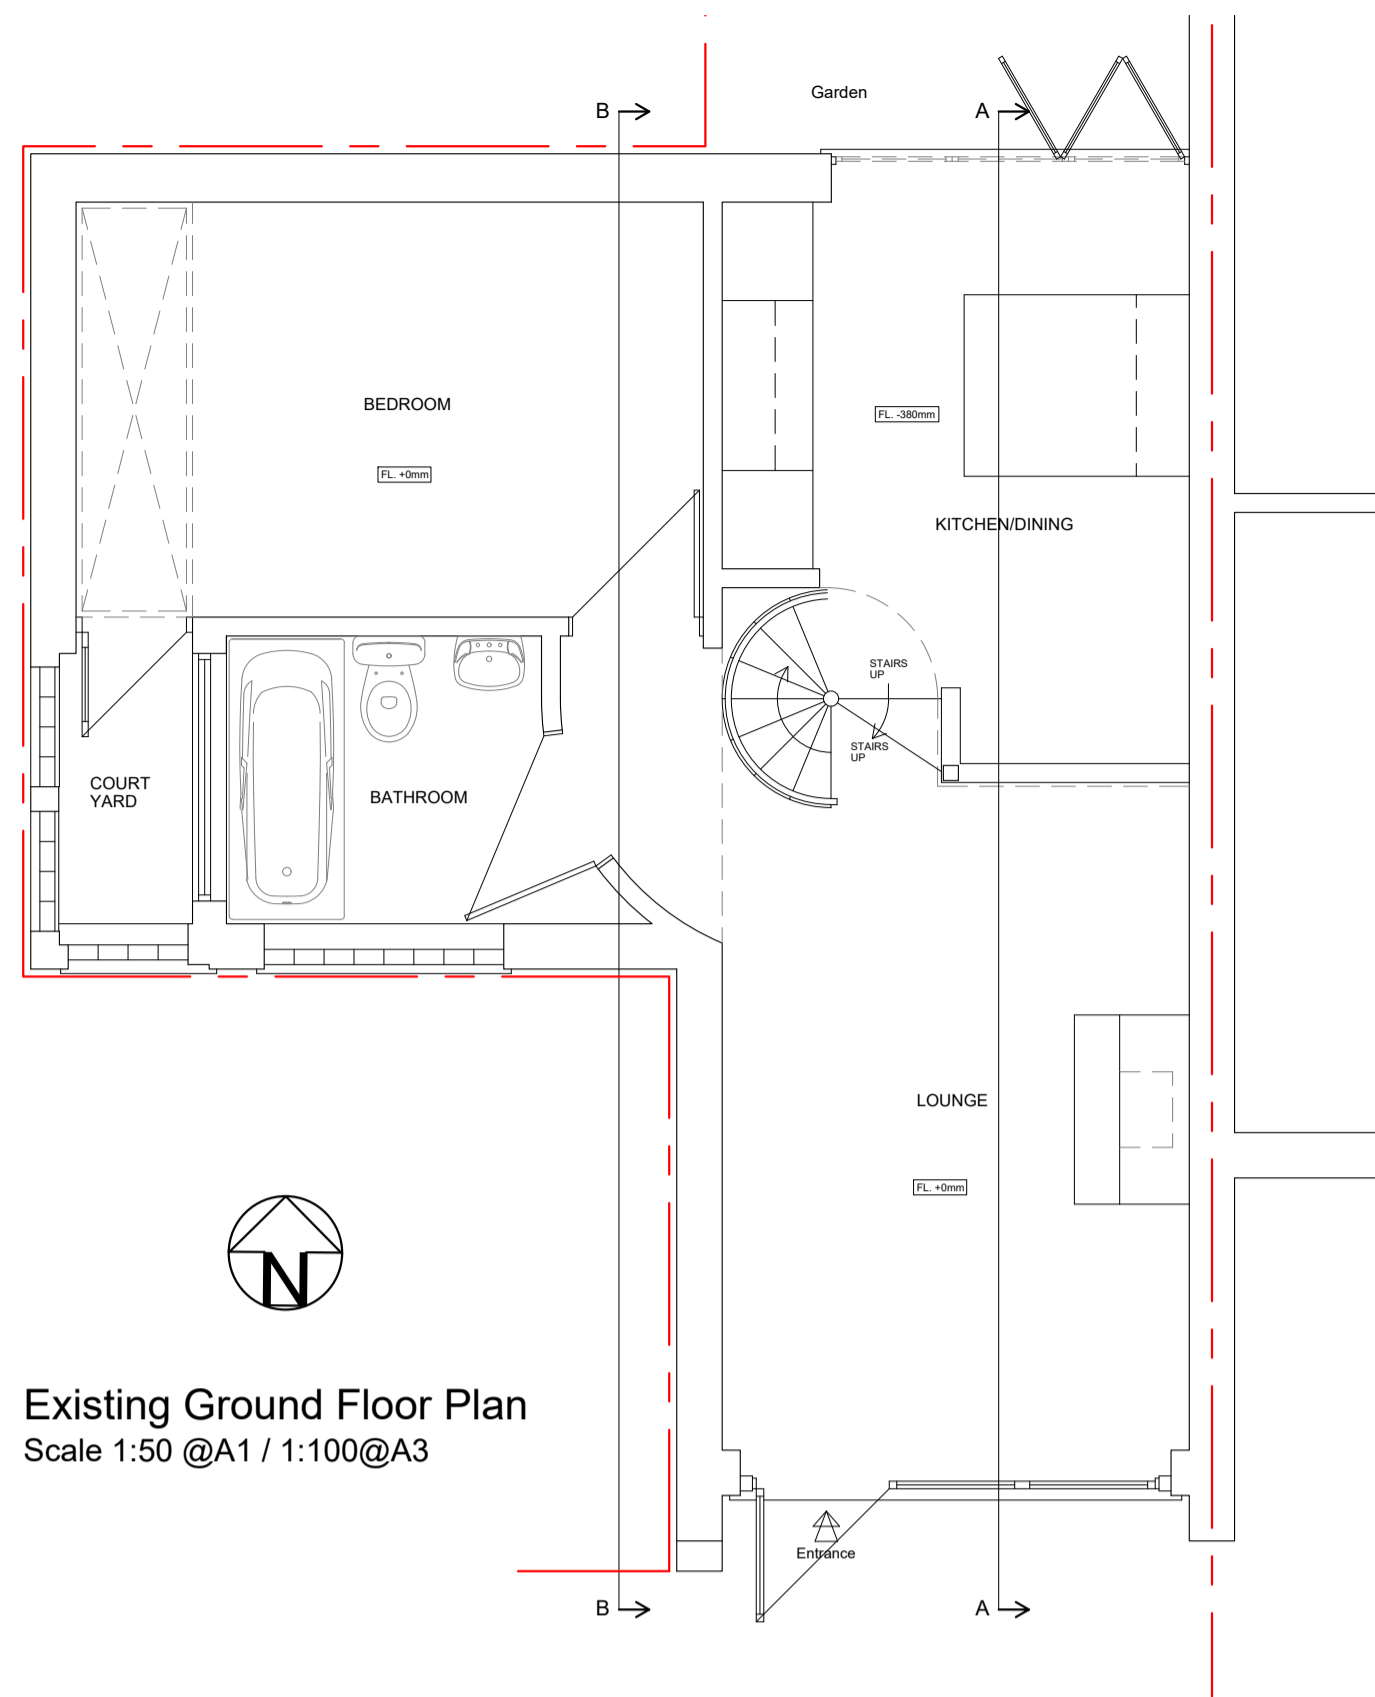 Garden
B
A
BEDROOM
FL. +0mm
FL. -380mm
KITCHEN/DINING
STAIRS
UP
STAIRS
UP
COURT
YARD
BATHROOM
LOUNGE
FL. +0mm
N
Existing Ground Floor Plan
Scale 1:50 @A1 / 1:100@A3
Entrance
B
A